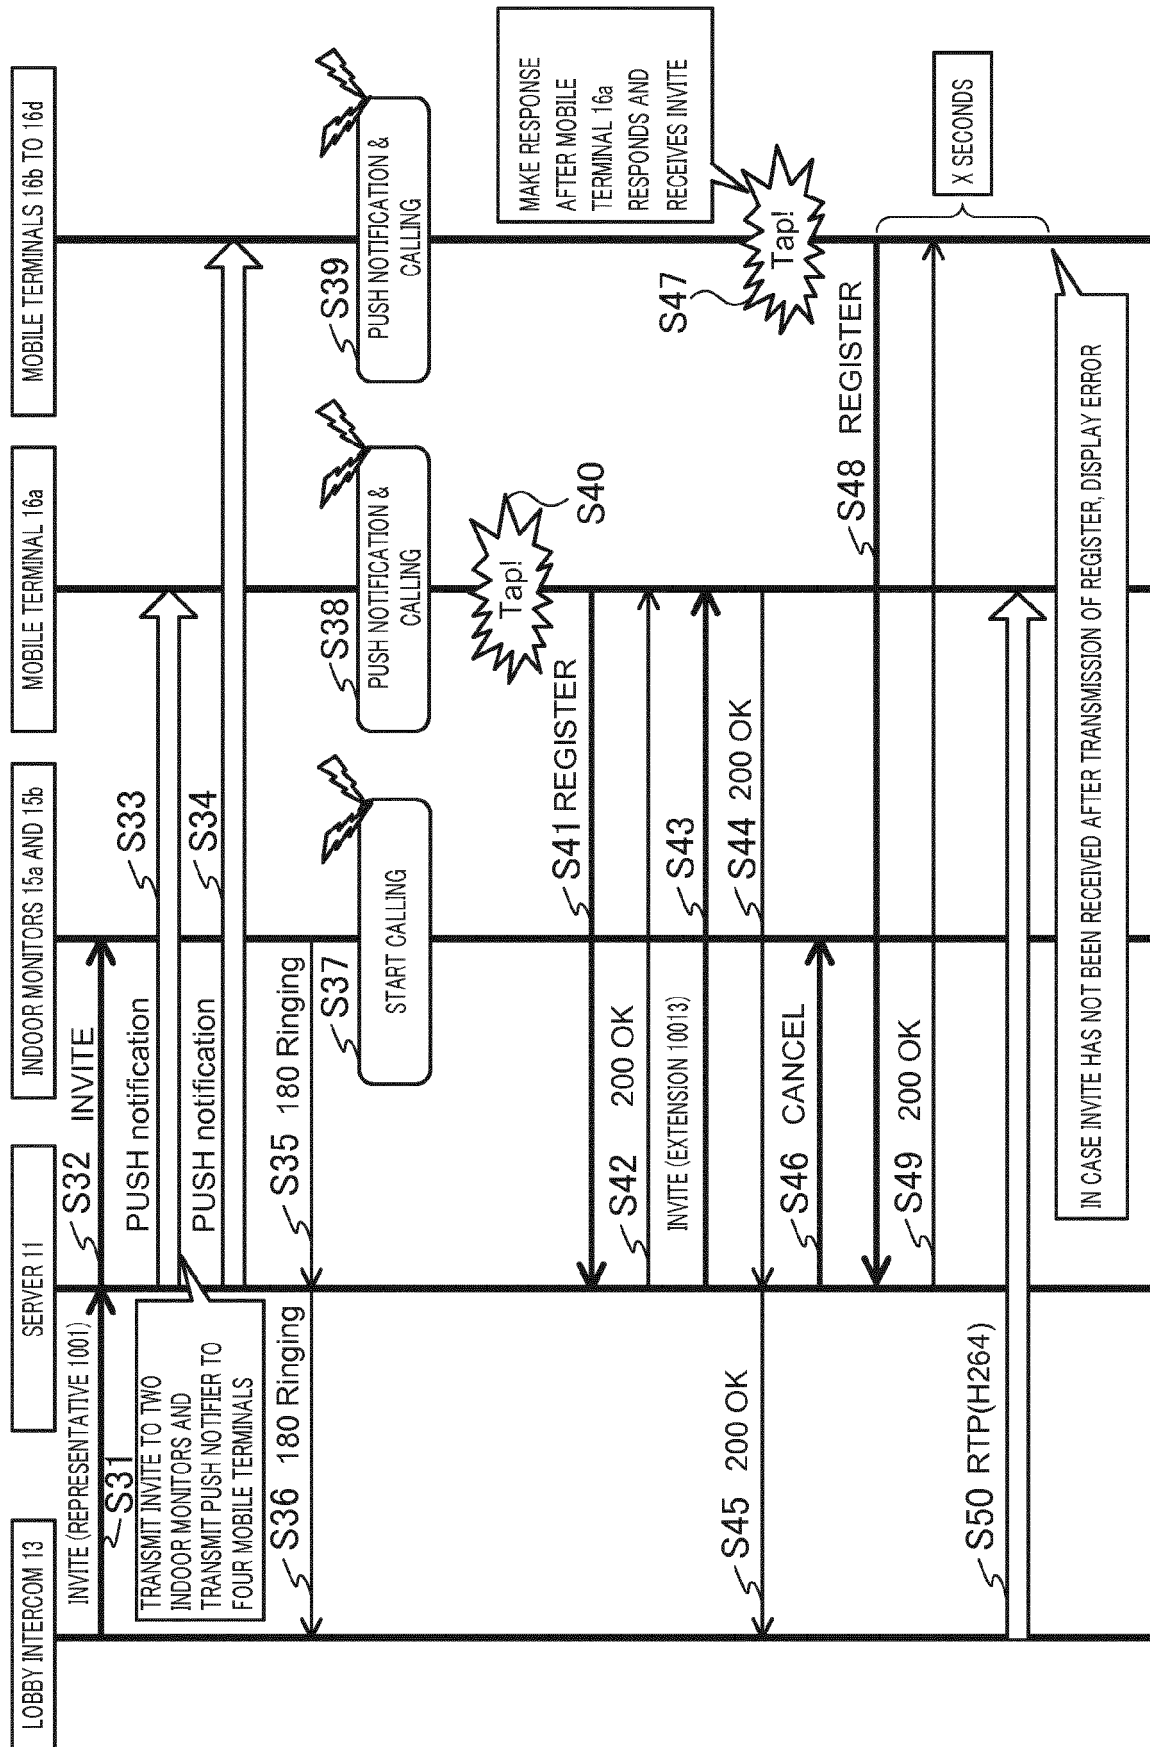 LOBBY INTERCOM 13
SERVER 11
INDOOR MONITORS 15a AND 15b
MOBILE TERMINAL 16a
MOBILE TERMINALS 16b TO 16d
INVITE (REPRESENTATIVE 1001)
S31
S32 INVITE
TRANSMIT INVITE TO TWO
INDOOR MONITORS AND
TRANSMIT PUSH NOTIFIER TO
FOUR MOBILE TERMINALS
PUSH notification
S33
PUSH notification
S34
S36 180 Ringing
S35 180 Ringing
S37
START CALLING
S38
PUSH NOTIFICATION &
CALLING
S39
PUSH NOTIFICATION &
CALLING
Tap!
S40
MAKE RESPONSE
AFTER MOBILE
TERMINAL 16a
RESPONDS AND
RECEIVES INVITE
S41 REGISTER
S42 200 OK
INVITE (EXTENSION 10013)
S43
S45 200 OK
S44 200 OK
S46 CANCEL
S47
Tap!
S48 REGISTER
S49 200 OK
X SECONDS
S50 RTP(H264)
IN CASE INVITE HAS NOT BEEN RECEIVED AFTER TRANSMISSION OF REGISTER, DISPLAY ERROR